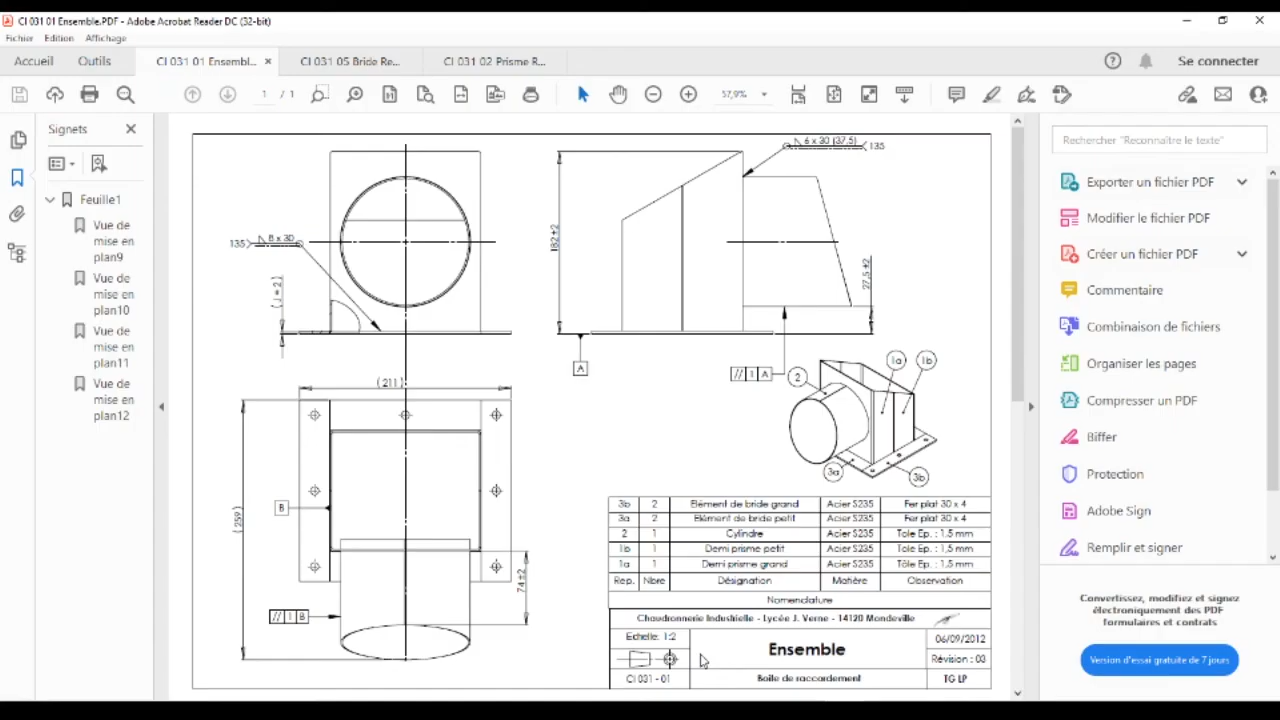 CI 031 01 Ensemble.PDF - Adobe Acrobat Reader DC (32-bit)
Fichier Edition Affichage
Accueil Outils CI 031 01 Ensembl... × CI 031 05 Bride Re... CI 031 02 Prisme R... Se connecter
1 / 1 57,9%
Signets
Feuille1
Vue de
mise en
plan9
Vue de
mise en
plan10
Vue de
mise en
plan11
Vue de
mise en
plan12
6 x 30 (37,5) 135
135 8 x 30
( J = 2 )
182 ±2
27,5 ±2
A
// 1 A
( 211 )
( 259 )
B
74±2
// 1 B
2 1a 1b
3a 3b
3b 2 Elément de bride grand Acier S235 Fer plat 30 x 4
3a 2 Elément de bride petit Acier S235 Fer plat 30 x 4
2 1 Cylindre Acier S235 Tole Ep. : 1.5 mm
1b 1 Demi prisme petit Acier S235 Tole Ep. : 1,5 mm
1a 1 Demi prisme grand Acier S235 Tôle Ep. : 1,5 mm
Rep. Nbre Désignation Matière Observation
Nomenclature
Chaudronnerie Industrielle - Lycée J. Verne - 14120 Mondeville
Echelle: 1:2 Ensemble 06/09/2012
Révision : 03
CI 031 - 01 Boite de raccordement TG LP
Rechercher "Reconnaître le texte"
Exporter un fichier PDF
Modifier le fichier PDF
Créer un fichier PDF
Commentaire
Combinaison de fichiers
Organiser les pages
Compresser un PDF
Biffer
Protection
Adobe Sign
Remplir et signer
Convertissez, modifiez et signez
électroniquement des PDF
formulaires et contrats
Version d'essai gratuite de 7 jours